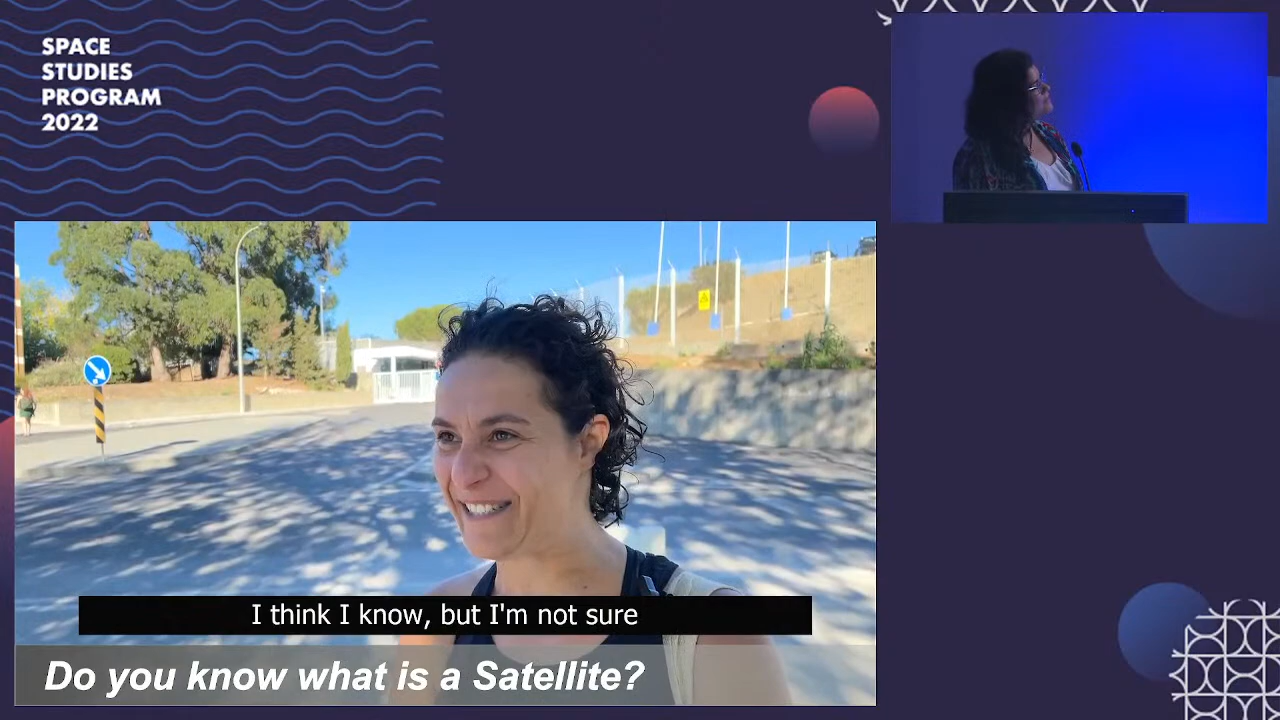 SPACE
STUDIES
PROGRAM
2022
I think I know, but I'm not sure
Do you know what is a Satellite?